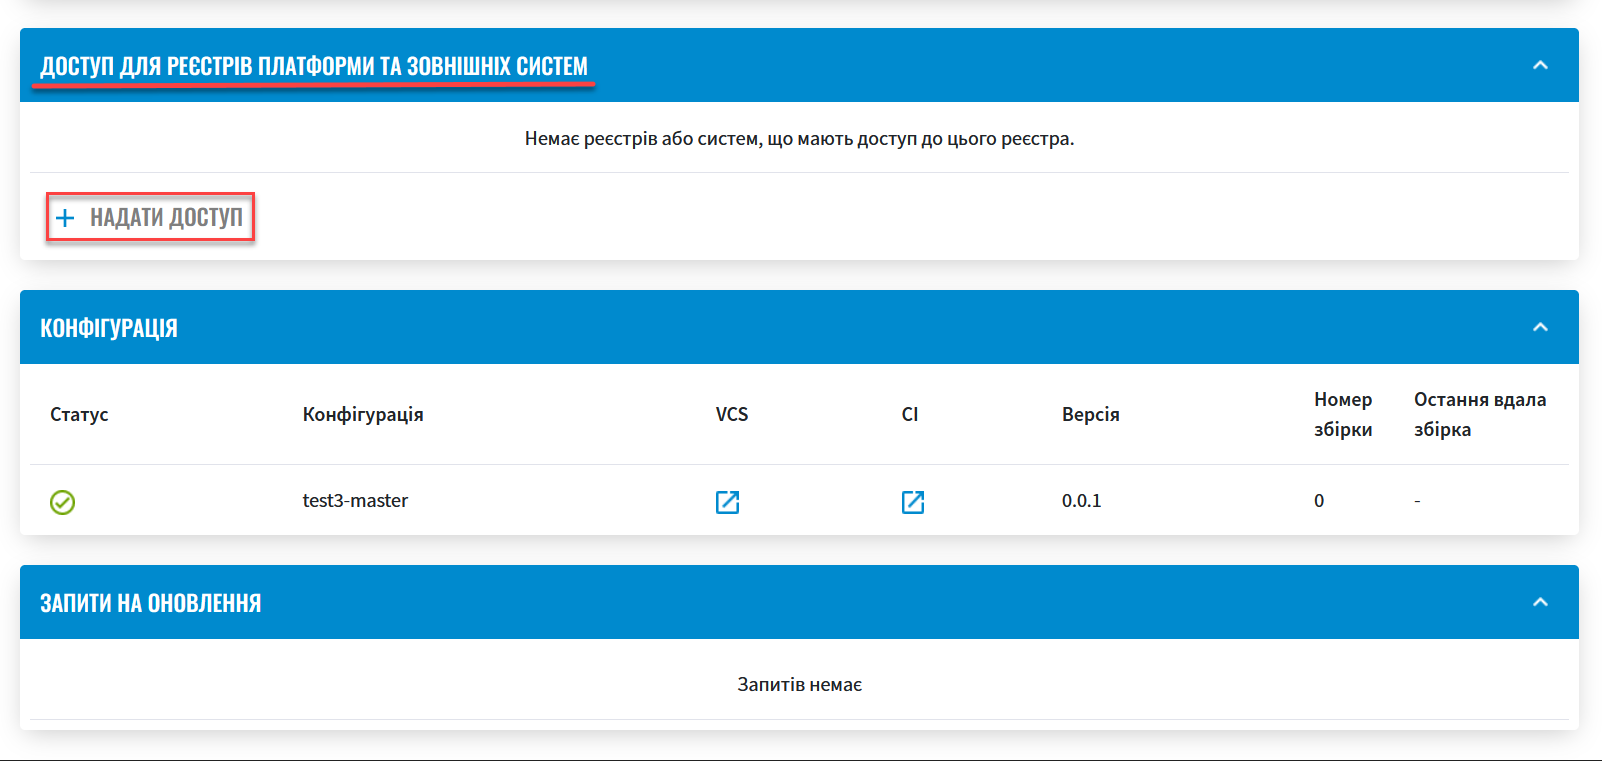 ДОСТУП ДЛЯ РЕЄСТРІВ ПЛАТФОРМИ ТА ЗОВНІШНІХ СИСТЕМ
Немає реєстрів або систем, що мають доступ до цього реєстра.
НАДАТИ ДОСТУП
КОНФІГУРАЦІЯ
Статус Конфігурація VCS CI Версія Номер збірки Остання вдала збірка
test3-master 0.0.1 0 -
ЗАПИТИ НА ОНОВЛЕННЯ
Запитів немає